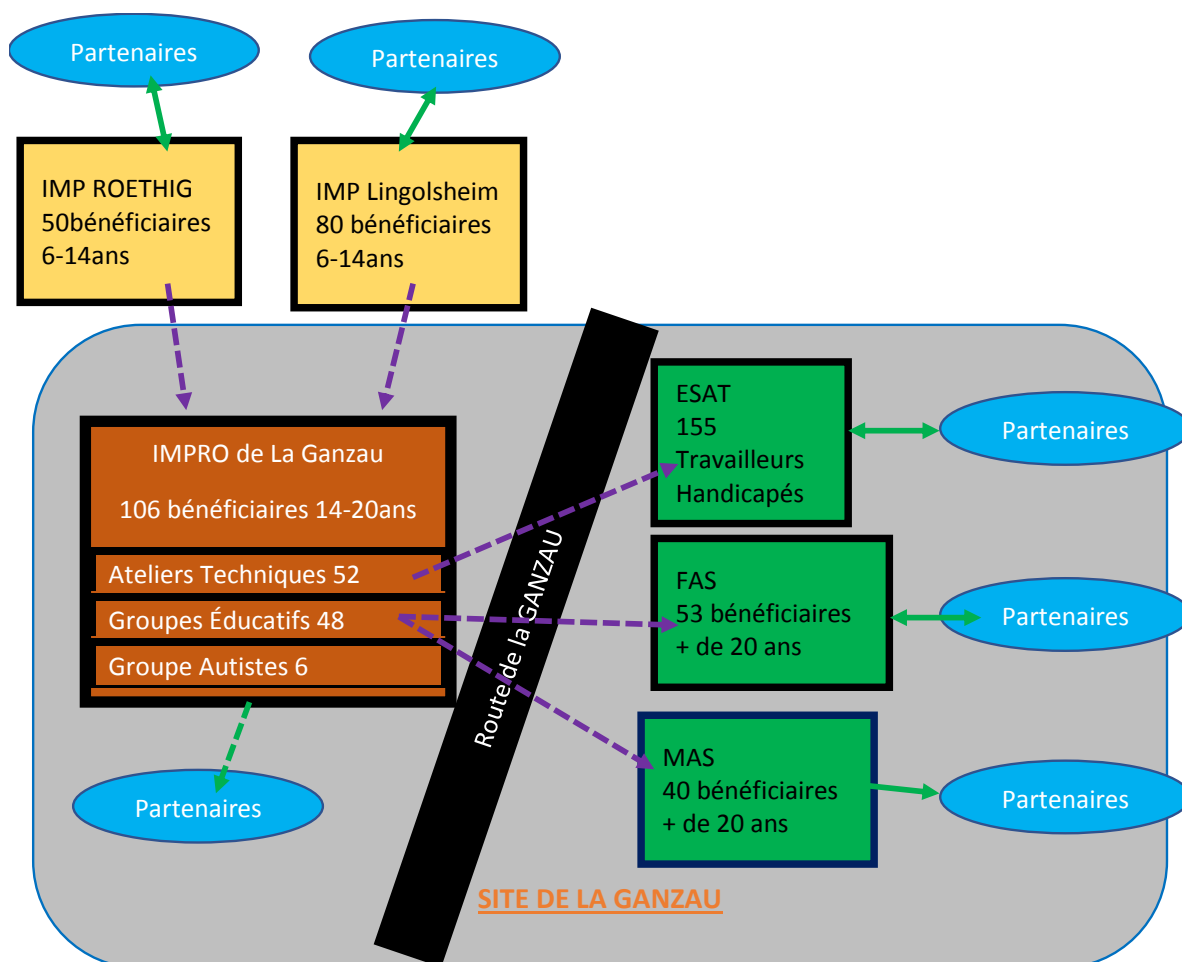 Partenaires
Partenaires
IMP ROETHIG
50bénéficiaires
6-14ans
IMP Lingolsheim
80 bénéficiaires
6-14ans
IMPRO de La Ganzau
106 bénéficiaires 14-20ans
Ateliers Techniques 52
Groupes Éducatifs 48
Groupe Autistes 6
Partenaires
Route de la GANZAU
ESAT
155
Travailleurs
Handicapés
Partenaires
FAS
53 bénéficiaires
+ de 20 ans
Partenaires
MAS
40 bénéficiaires
+ de 20 ans
Partenaires
SITE DE LA GANZAU